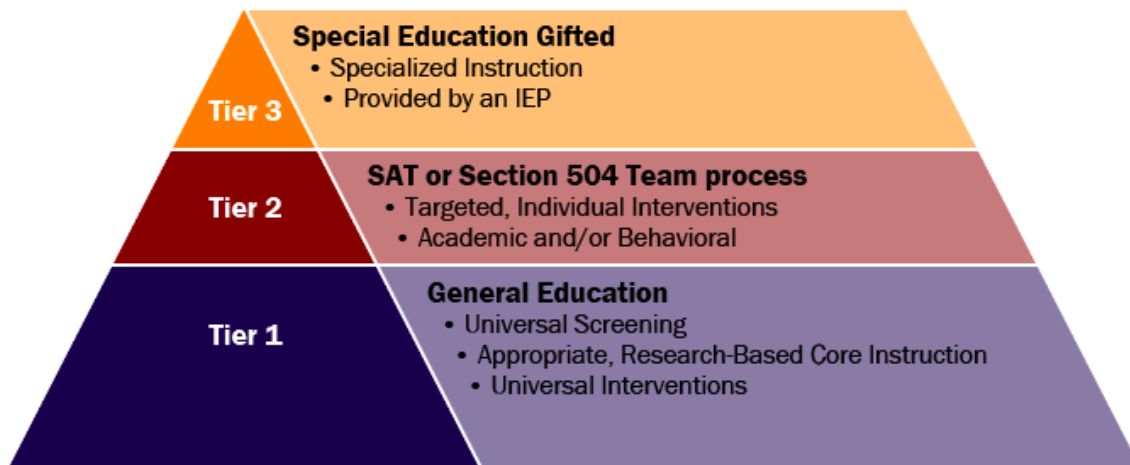 Special Education Gifted
• Specialized Instruction
• Provided by an IEP
Tier 3
SAT or Section 504 Team process
• Targeted, Individual Interventions
• Academic and/or Behavioral
Tier 2
General Education
• Universal Screening
• Appropriate, Research-Based Core Instruction
• Universal Interventions
Tier 1